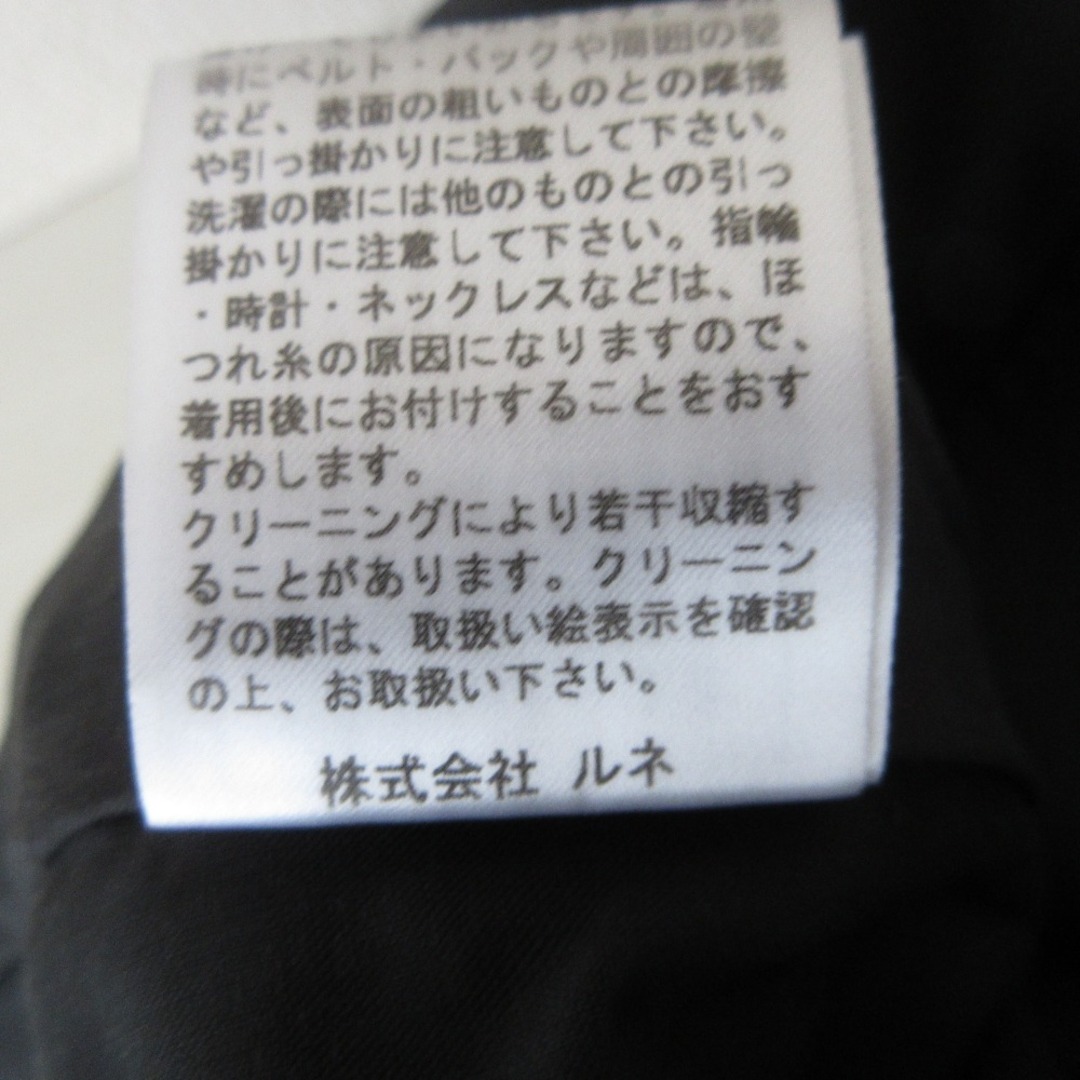 時にベルト・バックや周囲の壁
など、表面の粗いものとの摩擦
や引っ掛かりに注意して下さい。
洗濯の際には他のものとの引っ
掛かりに注意して下さい。指輪
・時計・ネックレスなどは、ほ
つれ糸の原因になりますので、
着用後にお付けすることをおす
すめします。
クリーニングにより若干収縮す
ることがあります。クリーニン
グの際は、取扱い絵表示を確認
の上、お取扱い下さい。
株式会社 ルネ